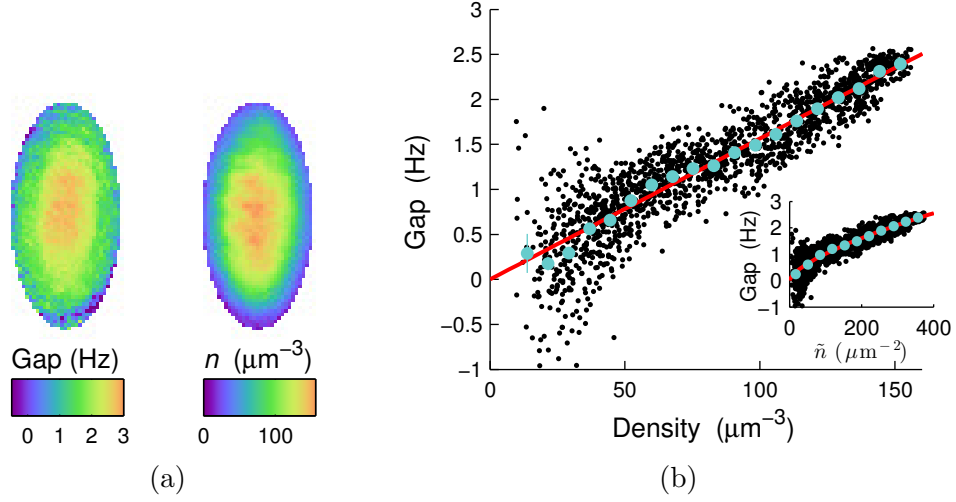 Gap (Hz)
0 1 2 3
n (μm⁻³)
0 100
(a)
3
2.5
2
1.5
1
0.5
0
−0.5
−1
Gap (Hz)
0 50 100 150
Density (μm⁻³)
3
2
1
0
−1
Gap (Hz)
0 200 400
ñ (μm⁻²)
(b)